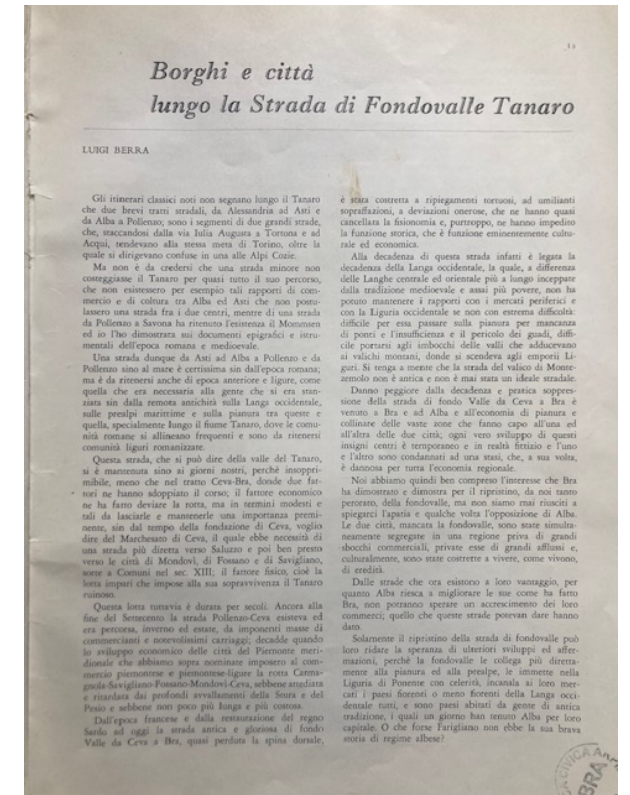 Borghi e città
lungo la Strada di Fondovalle Tanaro
LUIGI BERRA
Gli itinerari classici noti non segnano lungo il Tanaro
che due brevi tratti stradali, da Alessandria ad Asti e
da Alba a Pollenzo; sono i segmenti di due grandi strade,
che, staccandosi dalla via Iulia Augusta a Tortona e ad
Acqui, tendevano alla stessa meta di Torino, oltre la
quale si dirigevano confuse in una alle Alpi Cozie.
Ma non è da credersi che una strada minore non
costeggiasse il Tanaro per quasi tutto il suo percorso,
che non esistessero per esempio tali rapporti di com-
mercio e di coltura tra Alba ed Asti che non postu-
lassero una strada fra i due centri, mentre di una strada
da Pollenzo a Savona ha ritenuto l'esistenza il Mommsen
ed io l'ho dimostrata sui documenti epigrafici e istru-
mentali dell'epoca romana e medioevale.
Una strada dunque da Asti ad Alba a Pollenzo e da
Pollenzo sino al mare è certissima sin dall'epoca romana;
ma è da ritenersi anche di epoca anteriore e ligure, come
quella che era necessaria alla gente che si era stan-
ziata sin dalla remota antichità sulla Langa occidentale,
sulle prealpi marittime e sulla pianura tra queste e
quella, specialmente lungo il fiume Tanaro, dove le comu-
nità romane si allineano frequenti e sono da ritenersi
comunità liguri romanizzate.
Questa strada, che si può dire della valle del Tanaro,
si è mantenuta sino ai giorni nostri, perchè insoppri-
mibile, meno che nel tratto Ceva-Bra, donde due fat-
tori ne hanno sdoppiato il corso; il fattore economico
ne ha fatto deviare la rotta, ma in termini modesti e
tali da lasciarle e mantenerle una importanza premi-
nente, sin dal tempo della fondazione di Ceva, voglio
dire del Marchesato di Ceva, il quale ebbe necessità di
una strada più diretta verso Saluzzo e poi ben presto
verso le città di Mondovì, di Fossano e di Savigliano,
sorte a Comuni nel sec. XIII; il fattore fisico, cioè la
lotta impari che impose alla sua sopravvivenza il Tanaro
ruinoso.
Questa lotta tuttavia è durata per secoli. Ancora alla
fine del Settecento la strada Pollenzo-Ceva esisteva ed
era percorsa, inverno ed estate, da imponenti masse di
commercianti e notevolissimi carriaggi; decadde quando
lo sviluppo economico delle città del Piemonte meri-
dionale che abbiamo sopra nominate imposero al com-
mercio piemontese e piemontese-ligure la rotta Carma-
gnola-Savigliano-Fossano-Mondovì-Ceva, sebbene attediata
e ritardata dai profondi avvallamenti della Stura e del
Pesio e sebbene non poco più lunga e più costosa.
Dall'epoca francese e dalla restaurazione del regno
Sardo ad oggi la strada antica e gloriosa di fondo
Valle da Ceva a Bra, quasi perduta la spina dorsale,
è stata costretta a ripiegamenti tortuosi, ad umilianti
sopraffazioni, a deviazioni onerose, che ne hanno quasi
cancellata la fisionomia e, purtroppo, ne hanno impedito
la funzione storica, che è funzione eminentemente cultu-
rale ed economica.
Alla decadenza di questa strada infatti è legata la
decadenza della Langa occidentale, la quale, a differenza
delle Langhe centrale ed orientale più a lungo inceppate
dalla tradizione medioevale e assai più povere, non ha
potuto mantenere i rapporti con i mercati periferici e
con la Liguria occidentale se non con estrema difficoltà:
difficile per essa passare sulla pianura per mancanza
di ponti e l'insufficienza e il pericolo dei guadi, diffi-
cile portarsi agli imbocchi delle valli che adducevano
ai valichi montani, donde si scendeva agli emporii Li-
guri. Si tenga a mente che la strada del valico di Monte-
zemolo non è antica e non è mai stata un ideale stradale.
Danno peggiore dalla decadenza e pratica soppres-
sione della strada di fondo Valle da Ceva a Bra è
venuto a Bra e ad Alba e all'economia di pianura e
collinare delle vaste zone che fanno capo all'una ed
all'altra delle due città; ogni vero sviluppo di questi
insigni centri è temporaneo e in realtà fittizio e l'uno
e l'altro sono condannati ad una stasi, che, a sua volta,
è dannosa per tutta l'economia regionale.
Noi abbiamo quindi ben compreso l'interesse che Bra
ha dimostrato e dimostra per il ripristino, da noi tanto
perorato, della fondovalle, ma non siamo mai riusciti a
spiegarci l'apatia e qualche volta l'opposizione di Alba.
Le due città, mancata la fondovalle, sono state simulta-
neamente segregate in una regione priva di grandi
sbocchi commerciali, private esse di grandi afflussi e,
culturalmente, sono state costrette a vivere, come vivono,
di eredità.
Dalle strade che ora esistono a loro vantaggio, per
quanto Alba riesca a migliorare le sue come ha fatto
Bra, non potranno sperare un accrescimento dei loro
commerci; quello che queste strade potevan dare hanno
dato.
Solamente il ripristino della strada di fondovalle può
loro ridare la speranza di ulteriori sviluppi ed affer-
mazioni, perchè la fondovalle le collega più diretta-
mente alla pianura ed alla prealpe, le immette nella
Liguria di Ponente con celerità, incanala ai loro mer-
cati i paesi fiorenti o meno fiorenti della Langa occi-
dentale tutti, e sono paesi abitati da gente di antica
tradizione, i quali un giorno han tenuto Alba per loro
capitale. O che forse Farigliano non ebbe la sua brava
storia di regime albese?
CIVICA
BRA